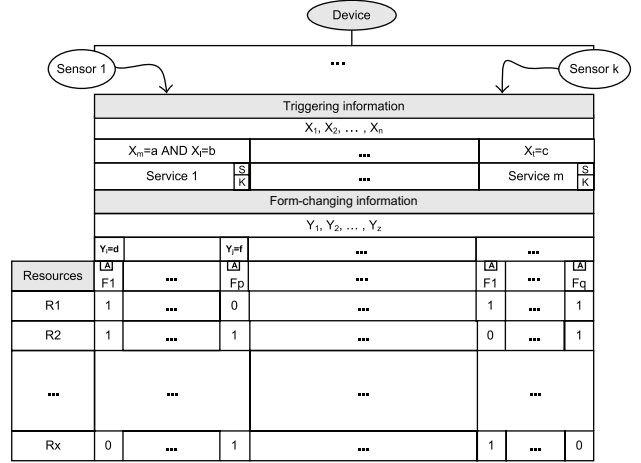 Device
...
Sensor 1 Sensor k
Triggering information
X1, X2, ... , Xn
Xm=a AND Xl=b ... Xt=c
Service 1 S K ... Service m S K
Form-changing information
Y1, Y2, ... , Yz
Yi=d Yj=f ... ...
Resources A F1 ... A Fp ... A F1 ... A Fq
R1 1 ... 0 ... 1 ... 1
R2 1 ... 1 ... 0 ... 1
... ... ... ...
Rx 0 ... 1 ... 1 ... 0